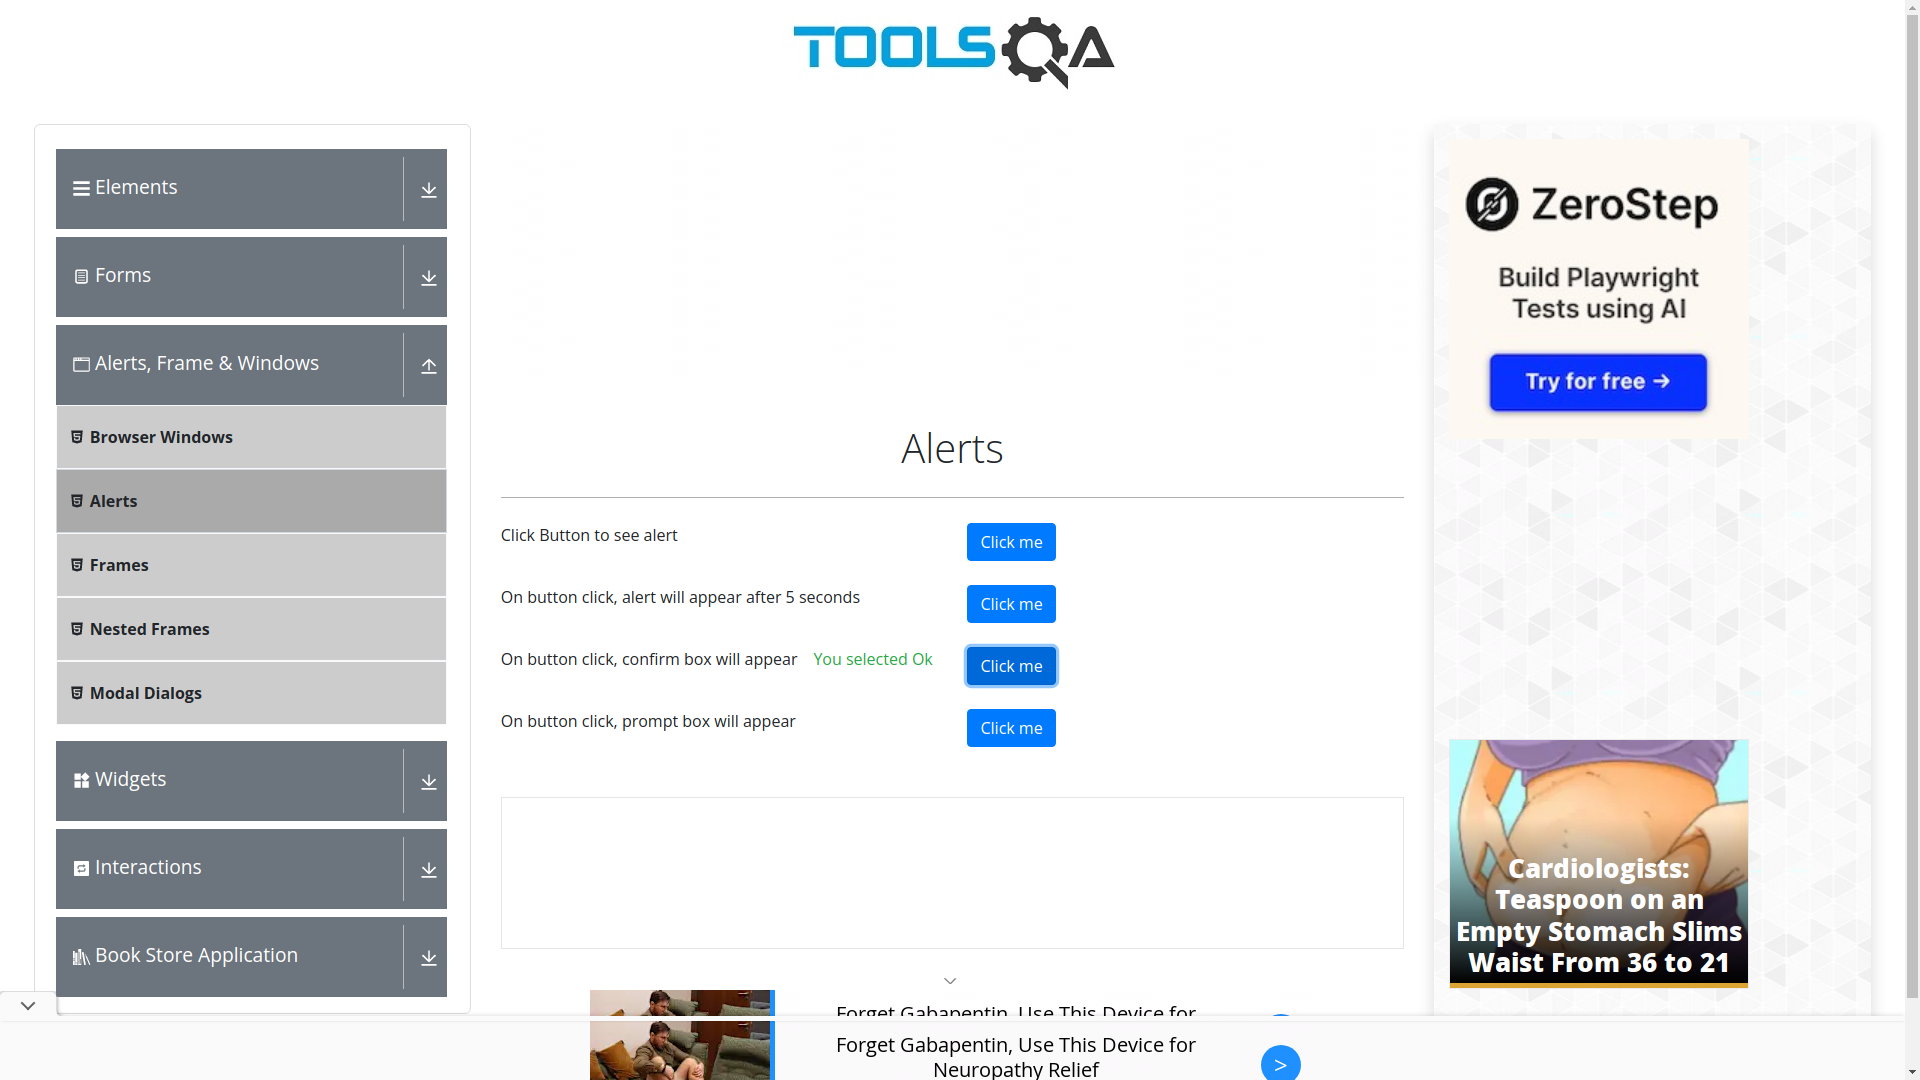 TOOLSQA
Elements
Forms
Alerts, Frame & Windows
Browser Windows
Alerts
Frames
Nested Frames
Modal Dialogs
Widgets
Interactions
Book Store Application
Alerts
Click Button to see alert
Click me
On button click, alert will appear after 5 seconds
Click me
On button click, confirm box will appear You selected Ok
Click me
On button click, prompt box will appear
Click me
ZeroStep
Build Playwright
Tests using AI
Try for free →
Cardiologists:
Teaspoon on an
Empty Stomach Slims
Waist From 36 to 21
Forget Gabapentin, Use This Device for
Forget Gabapentin, Use This Device for
Neuropathy Relief
>